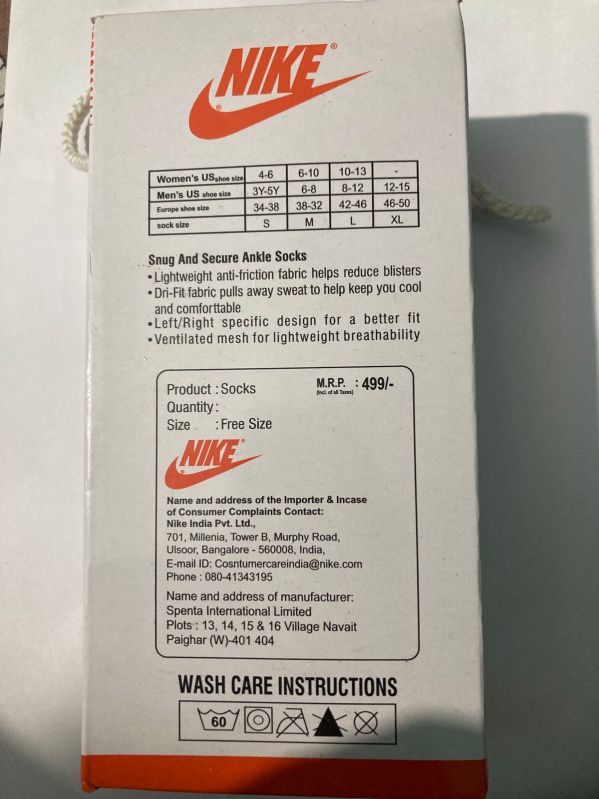 NIKE®
Women's US shoe size 4-6 6-10 10-13 -
Men's US shoe size 3Y-5Y 6-8 8-12 12-15
Europe shoe size 34-38 38-32 42-46 46-50
sock size S M L XL
Snug And Secure Ankle Socks
•Lightweight anti-friction fabric helps reduce blisters
•Dri-Fit fabric pulls away sweat to help keep you cool
and comforttable
•Left/Right specific design for a better fit
•Ventilated mesh for lightweight breathability
Product : Socks M.R.P. : 499/-
(Incl. of all Taxes)
Quantity :
Size : Free Size
NIKE
Name and address of the Importer & Incase
of Consumer Complaints Contact:
Nike India Pvt. Ltd.,
701, Millenia, Tower B, Murphy Road,
Ulsoor, Bangalore - 560008, India,
E-mail ID: Cosntumercareindia@nike.com
Phone : 080-41343195
Name and address of manufacturer:
Spenta International Limited
Plots : 13, 14, 15 & 16 Village Navait
Paighar (W)-401 404
WASH CARE INSTRUCTIONS
60